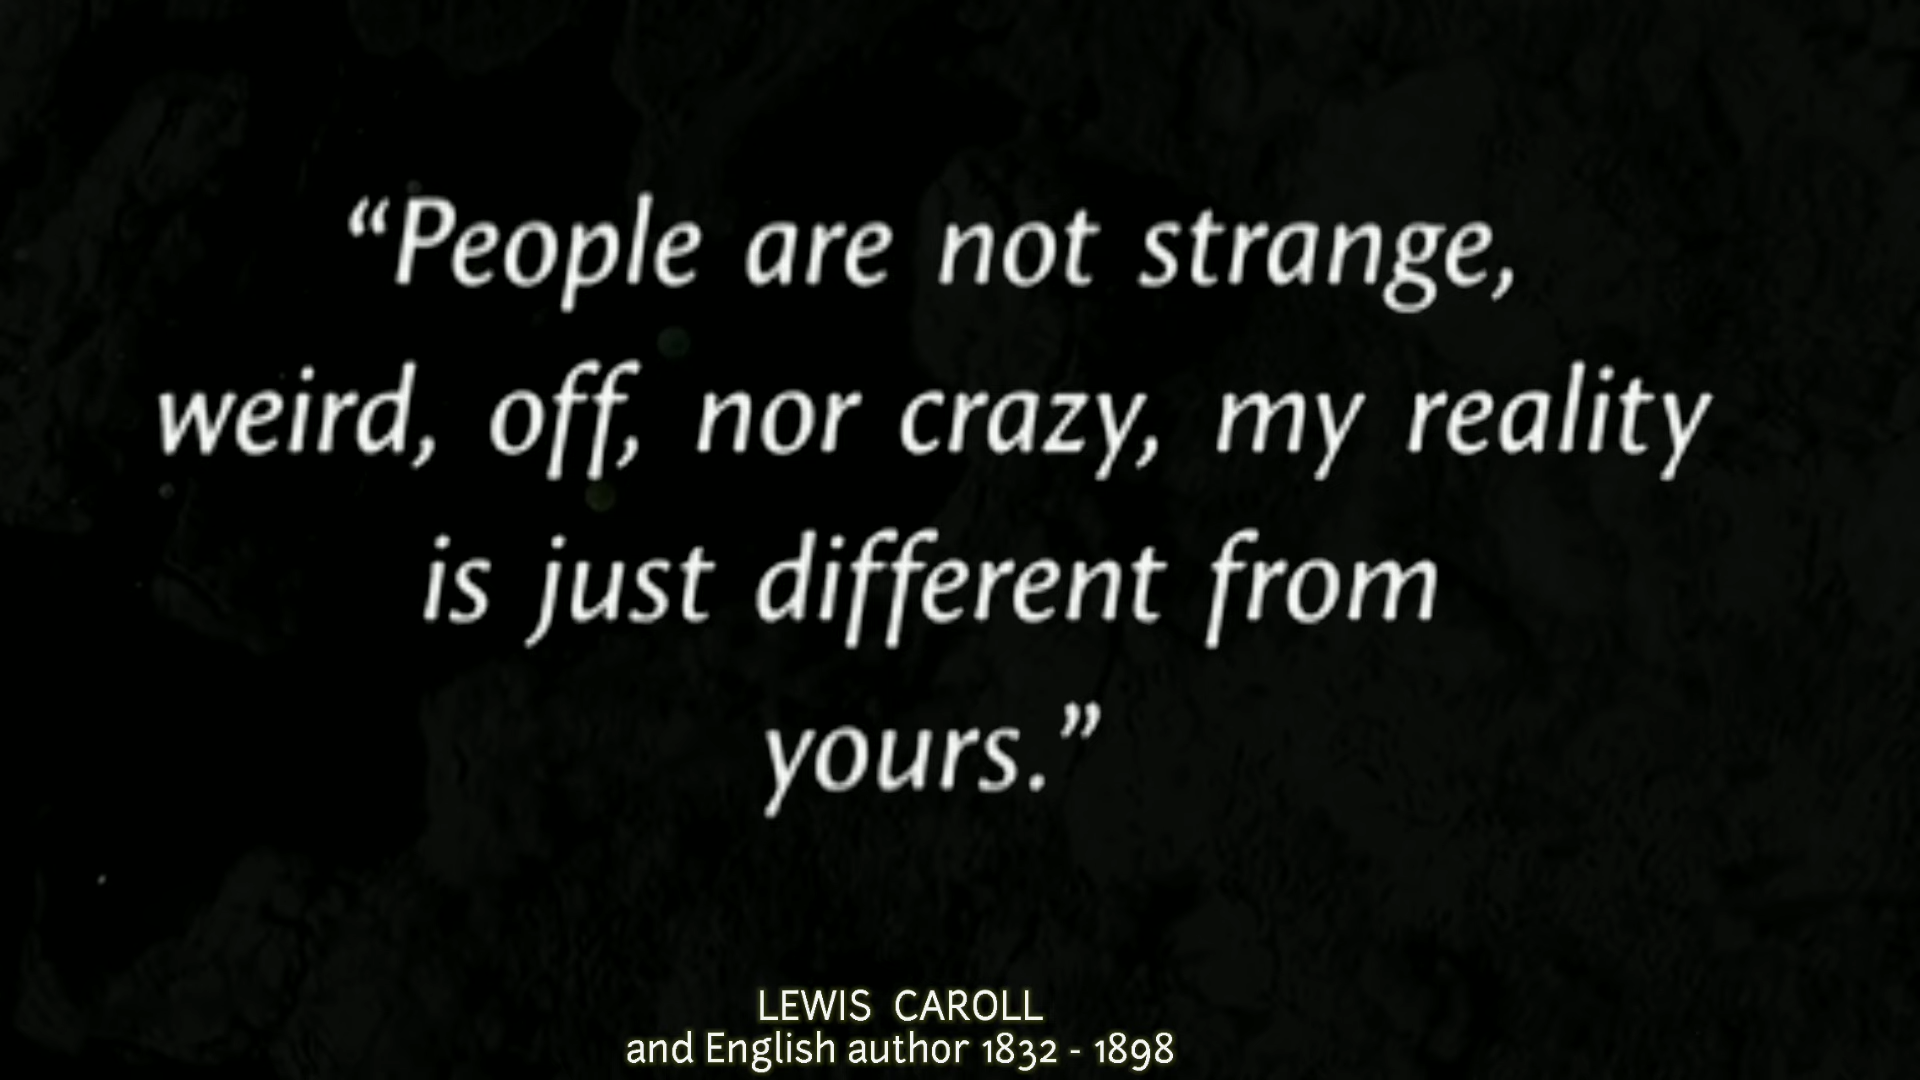 “People are not strange,
weird, off, nor crazy, my reality
is just different from
yours.”
LEWIS CAROLL
and English author 1832 - 1898